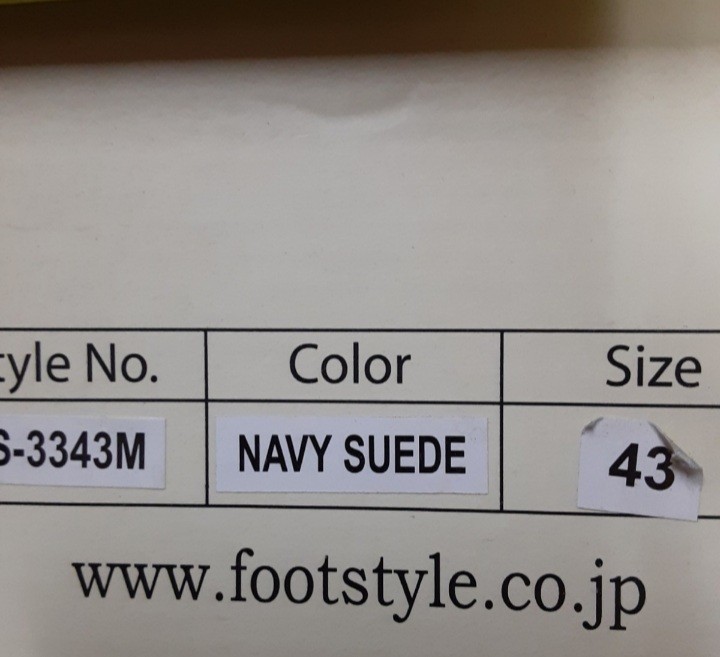 tyle No. Color Size
S-3343M NAVY SUEDE 43
www.footstyle.co.jp